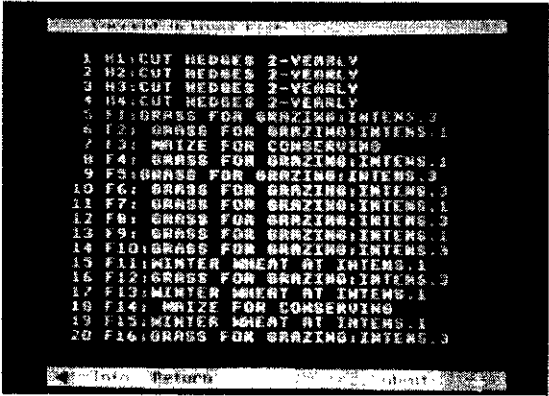 1 H1:CUT HEDGES 2-YEARLY
2 H2:CUT HEDGES 2-YEARLY
3 H3:CUT HEDGES 2-YEARLY
4 H4:CUT HEDGES 2-YEARLY
5 F1:GRASS FOR GRAZING:INTENS.3
6 F2: GRASS FOR GRAZING:INTENS.1
7 F3: MAIZE FOR CONSERVING
8 F4: GRASS FOR GRAZING:INTENS.1
9 F5:GRASS FOR GRAZING:INTENS.3
10 F6: GRASS FOR GRAZING:INTENS.3
11 F7: GRASS FOR GRAZING:INTENS.1
12 F8: GRASS FOR GRAZING:INTENS.3
13 F9: GRASS FOR GRAZING:INTENS.1
14 F10:GRASS FOR GRAZING:INTENS.3
15 F11:WINTER WHEAT AT INTENS.1
16 F12:GRASS FOR GRAZING:INTENS.3
17 F13:WINTER WHEAT AT INTENS.1
18 F14: MAIZE FOR CONSERVING
19 F15:WINTER WHEAT AT INTENS.1
20 F16:GRASS FOR GRAZING:INTENS.3
Info Return